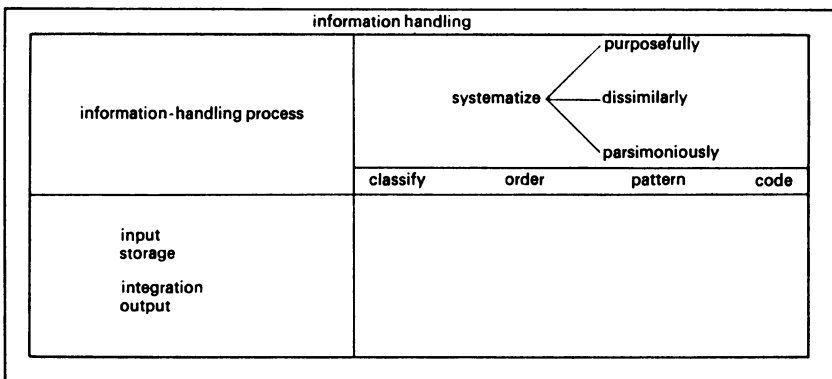 information handling
purposefully
information-handling process
systematize
dissimilarly
parsimoniously
classify order pattern code
input
storage
integration
output